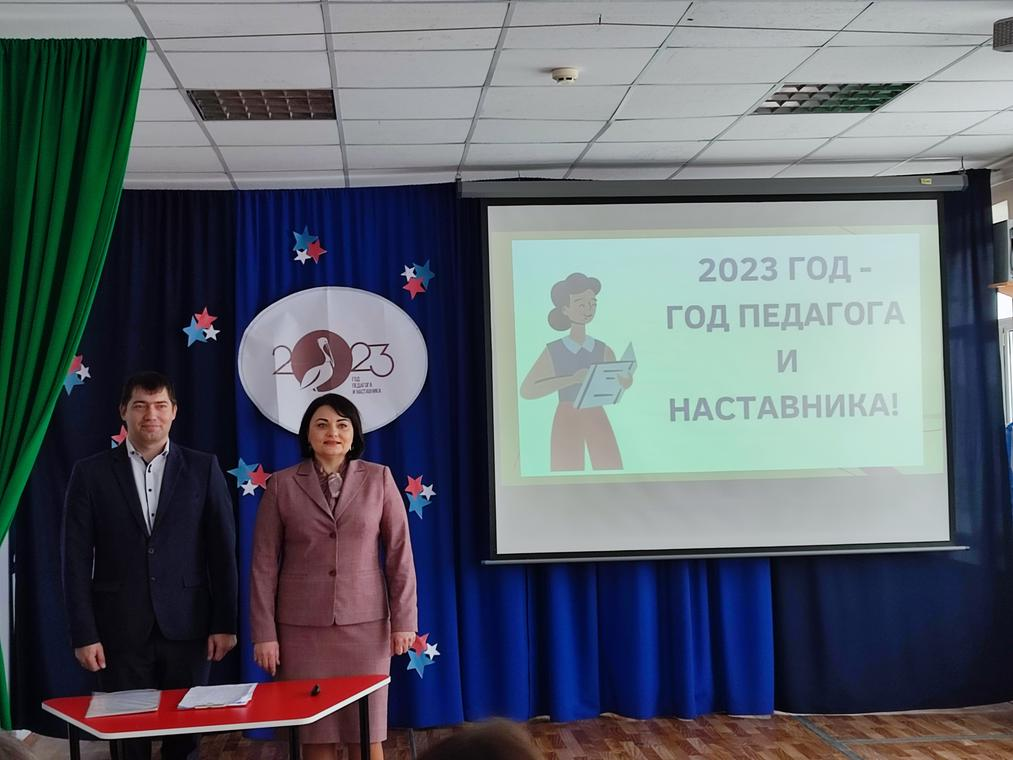 2023
ГОД
ПЕДАГОГА
И НАСТАВНИКА
2023 ГОД -
ГОД ПЕДАГОГА
И
НАСТАВНИКА!